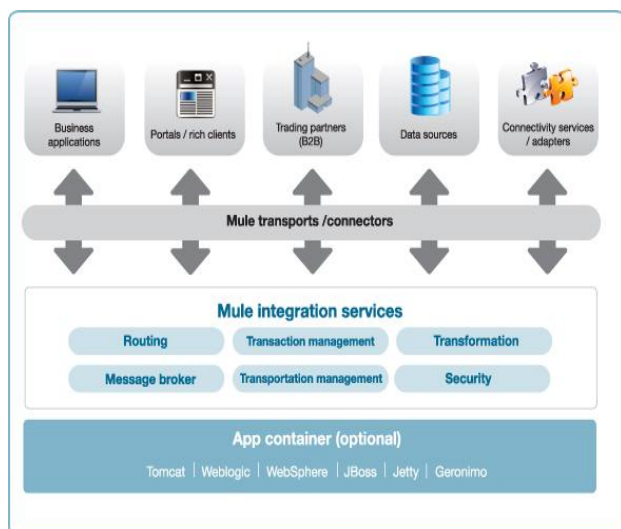 Business
applications
Portals / rich clients
Trading partners
(B2B)
Data sources
Connectivity services
/ adapters
Mule transports /connectors
Mule integration services
Routing
Transaction management
Transformation
Message broker
Transportation management
Security
App container (optional)
Tomcat | Weblogic | WebSphere | JBoss | Jetty | Geronimo